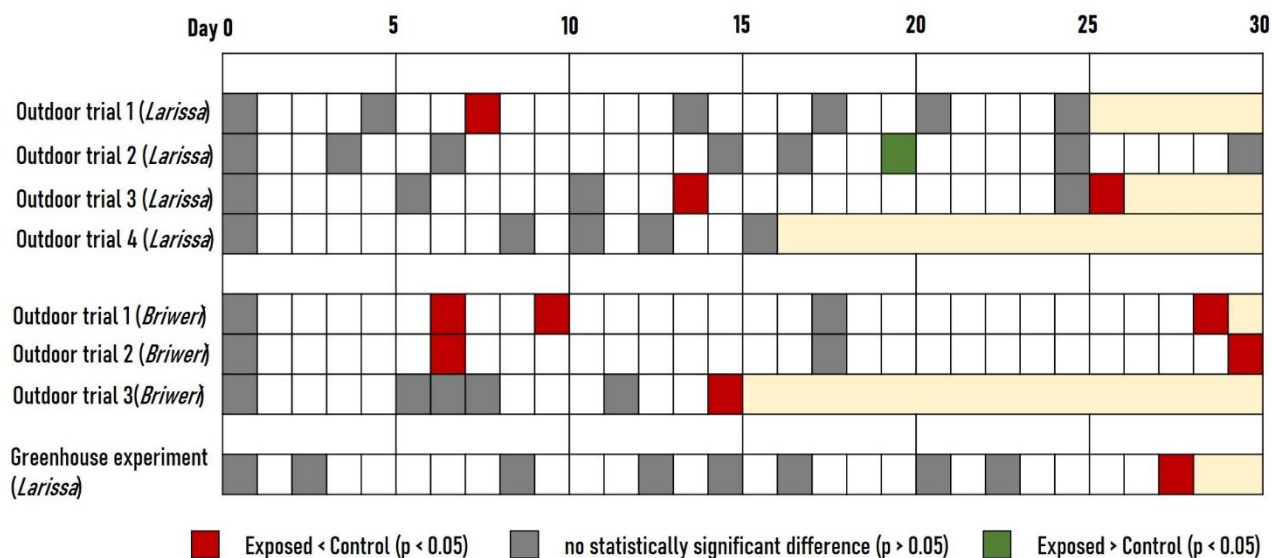 Day 0 5 10 15 20 25 30
Outdoor trial 1 (Larissa)
Outdoor trial 2 (Larissa)
Outdoor trial 3 (Larissa)
Outdoor trial 4 (Larissa)
Outdoor trial 1 (Briweri)
Outdoor trial 2 (Briweri)
Outdoor trial 3(Briweri)
Greenhouse experiment
(Larissa)
Exposed < Control (p < 0.05) no statistically significant difference (p > 0.05) Exposed > Control (p < 0.05)